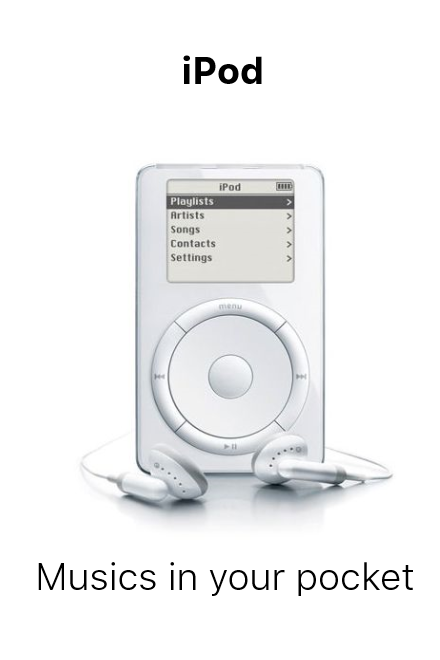 iPod
iPod
Playlists >
Artists >
Songs >
Contacts >
Settings >
menu
Musics in your pocket